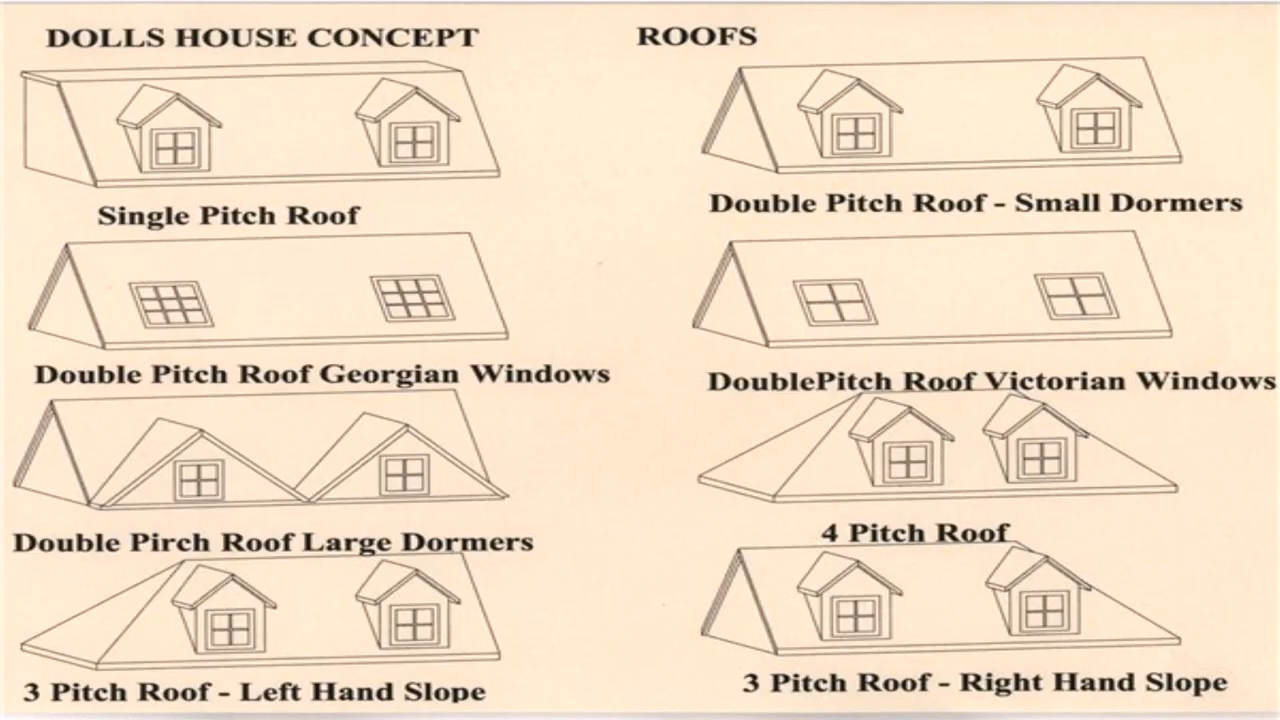 DOLLS HOUSE CONCEPT ROOFS
Single Pitch Roof
Double Pitch Roof - Small Dormers
Double Pitch Roof Georgian Windows
DoublePitch Roof Victorian Windows
Double Pirch Roof Large Dormers
4 Pitch Roof
3 Pitch Roof - Left Hand Slope
3 Pitch Roof - Right Hand Slope